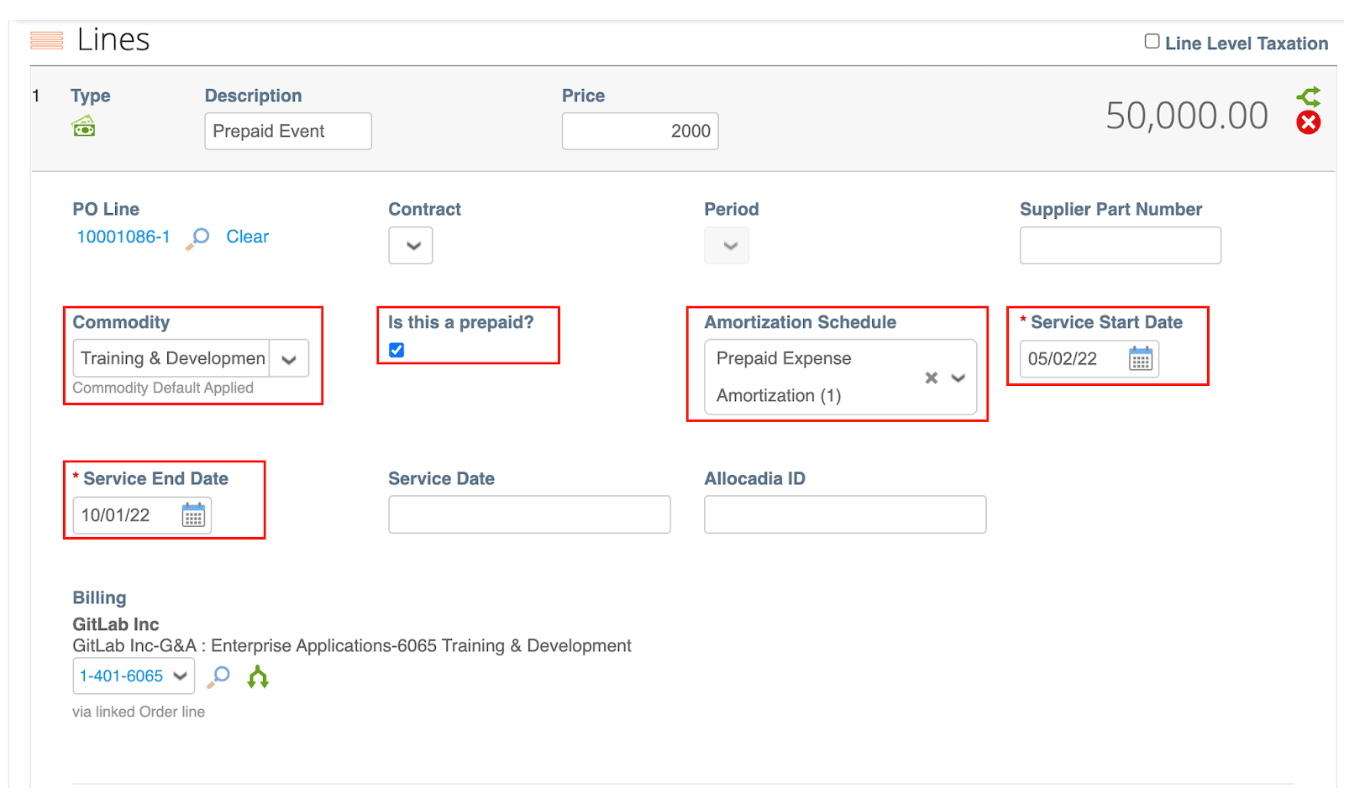 Lines
Line Level Taxation
1 Type Description Price
Prepaid Event 2000 50,000.00
PO Line Contract Period Supplier Part Number
10001086-1 Clear
Commodity Is this a prepaid? Amortization Schedule * Service Start Date
Training & Developmen Prepaid Expense 05/02/22
Commodity Default Applied Amortization (1)
* Service End Date Service Date Allocadia ID
10/01/22
Billing
GitLab Inc
GitLab Inc-G&A : Enterprise Applications-6065 Training & Development
1-401-6065
via linked Order line